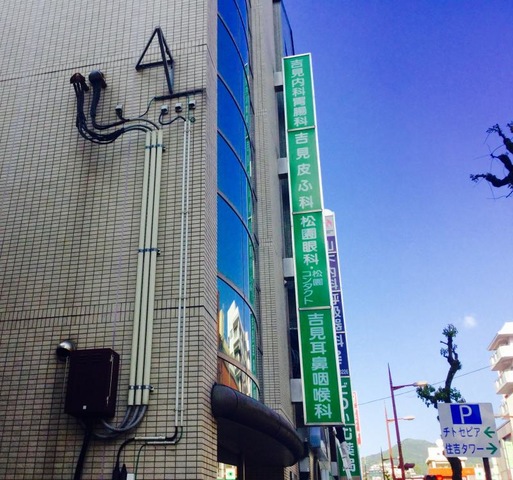 吉見内科胃腸科
吉見皮ふ科
松園眼科・松園コンタクト
吉見耳鼻咽喉科
P
チトセピア
住吉タワー